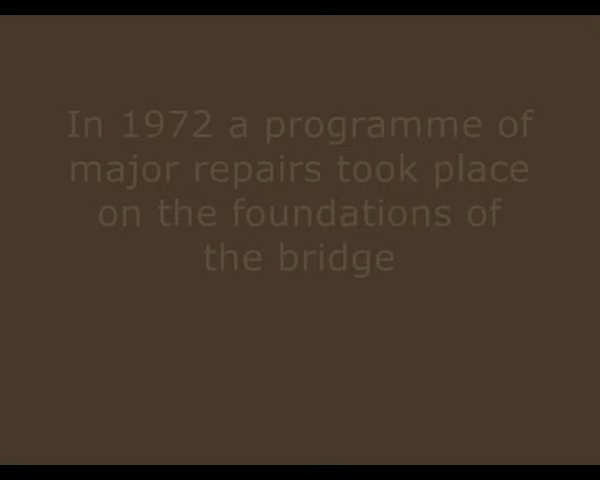 In 1972 a programme of
major repairs took place
on the foundations of
the bridge